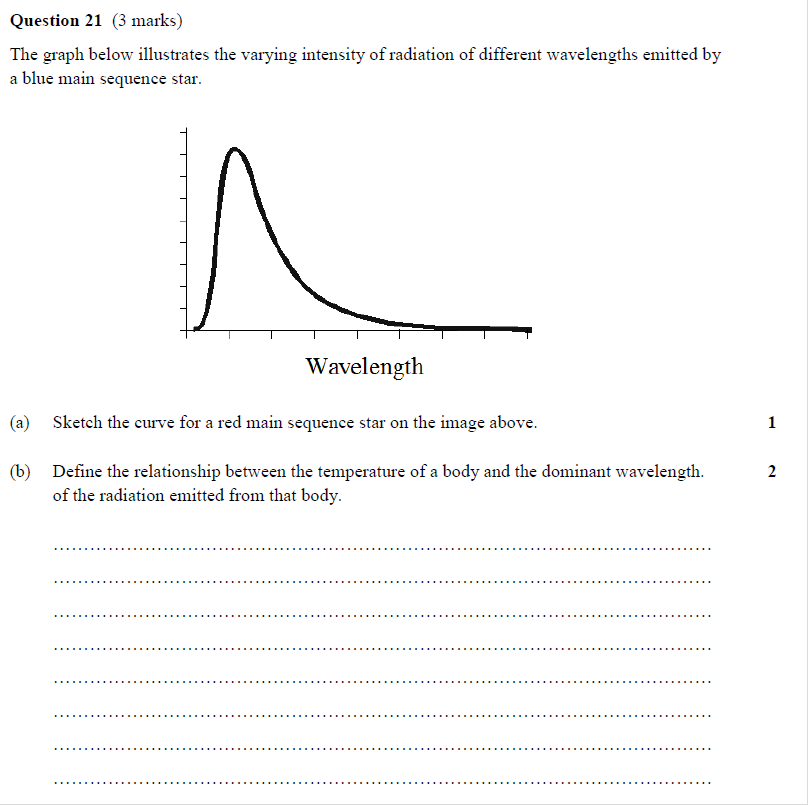 Question 21 (3 marks)
The graph below illustrates the varying intensity of radiation of different wavelengths emitted by
a blue main sequence star.
Wavelength
(a) Sketch the curve for a red main sequence star on the image above. 1
(b) Define the relationship between the temperature of a body and the dominant wavelength. 2
of the radiation emitted from that body.